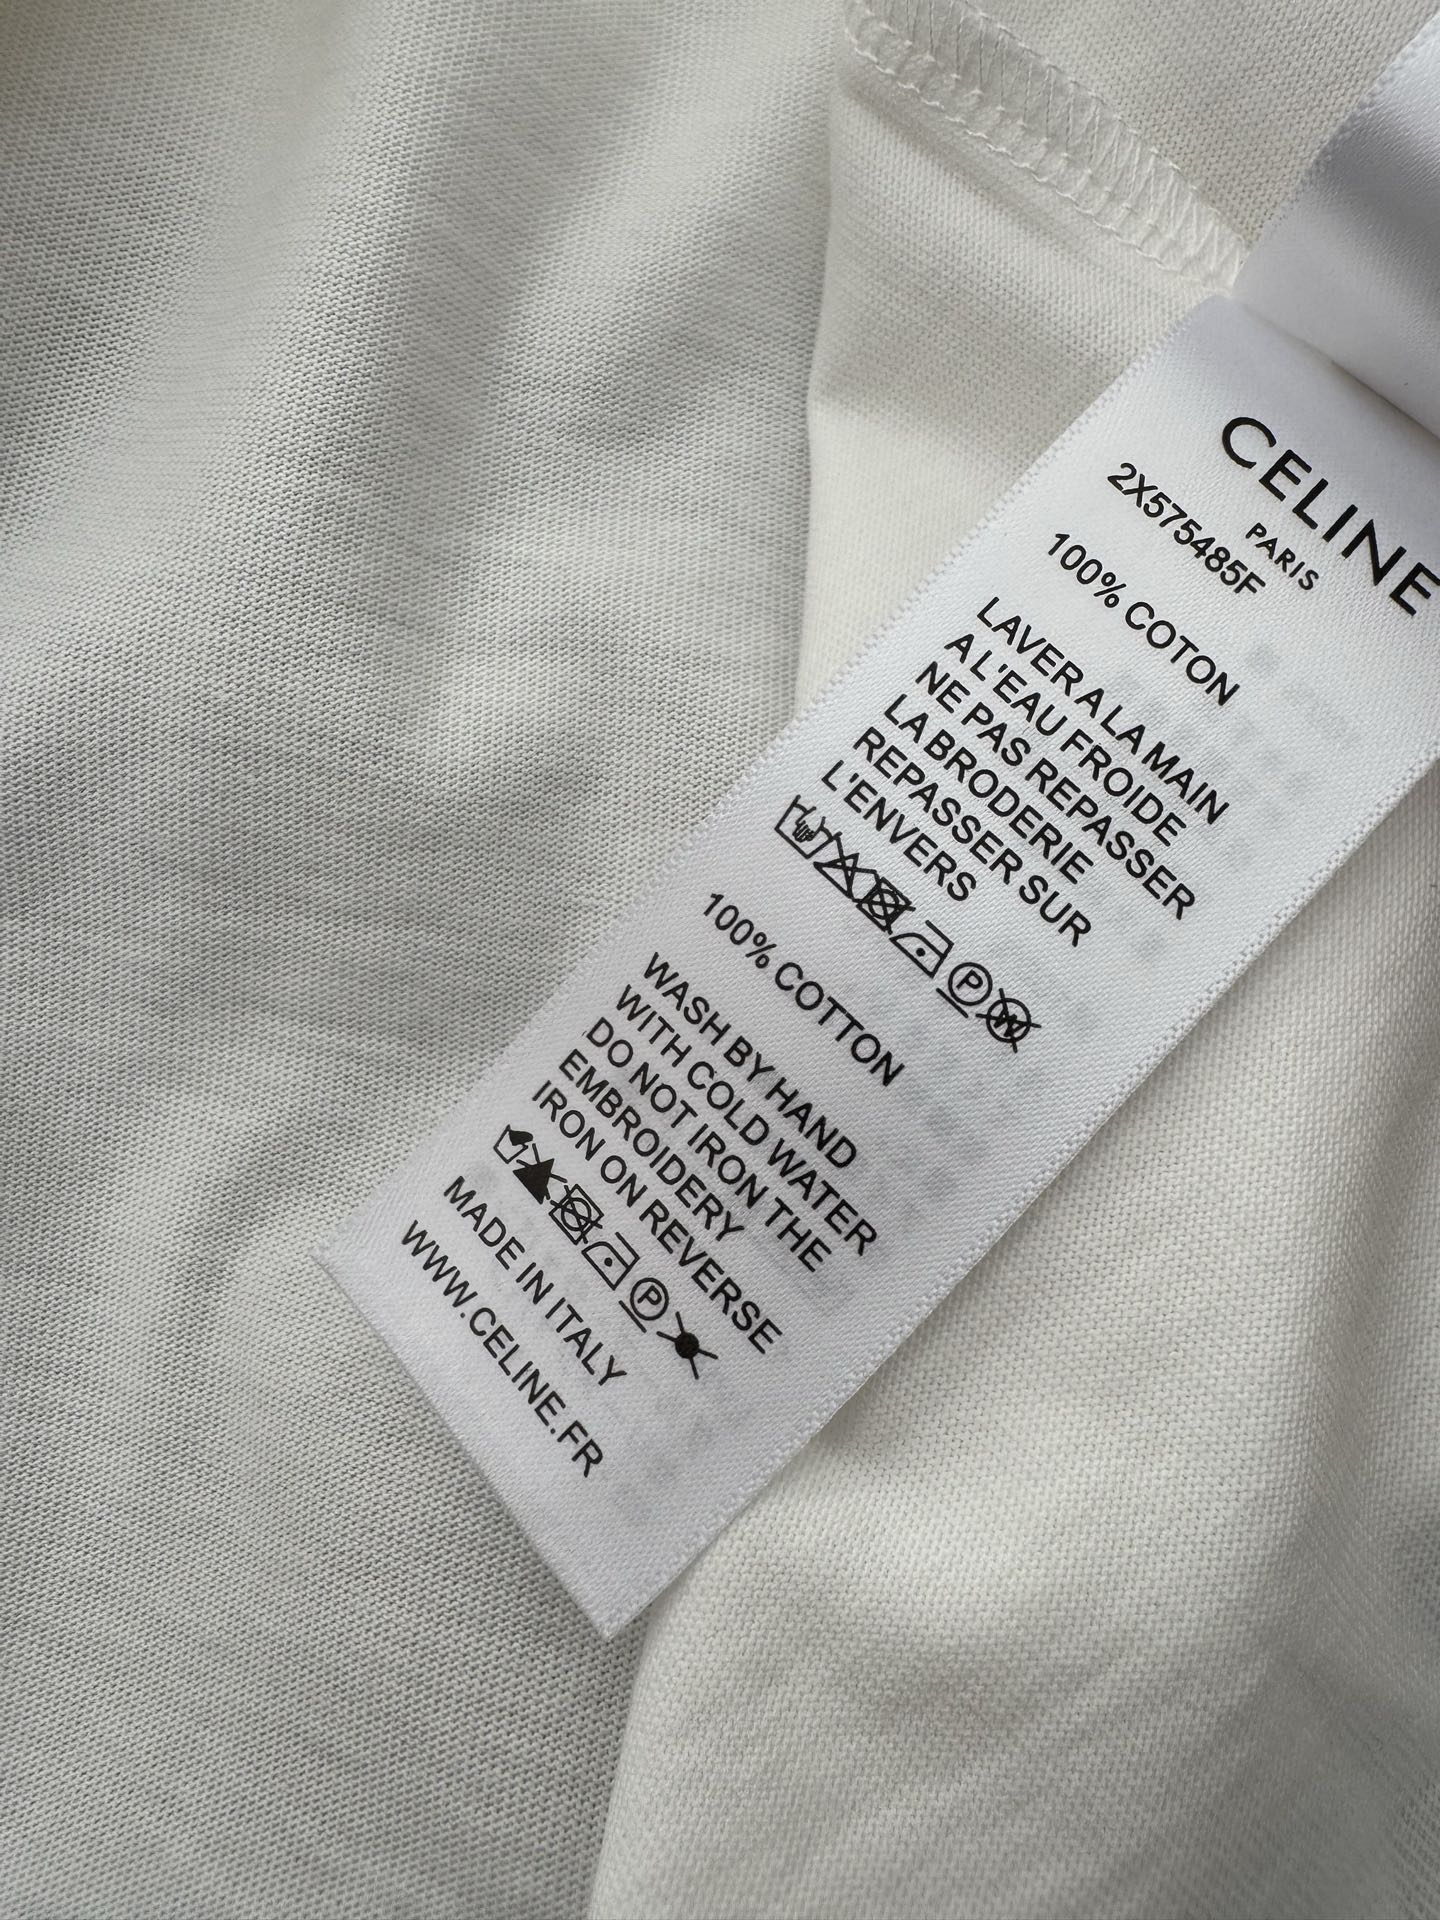 CELINE
PARIS
2X575485F
100% COTON
LAVER A LA MAIN
A L'EAU FROIDE
NE PAS REPASSER
LA BRODERIE
REPASSER SUR
L'ENVERS
P W
100% COTTON
WASH BY HAND
WITH COLD WATER
DO NOT IRON THE
EMBROIDERY
IRON ON REVERSE
P
MADE IN ITALY
WWW.CELINE.FR